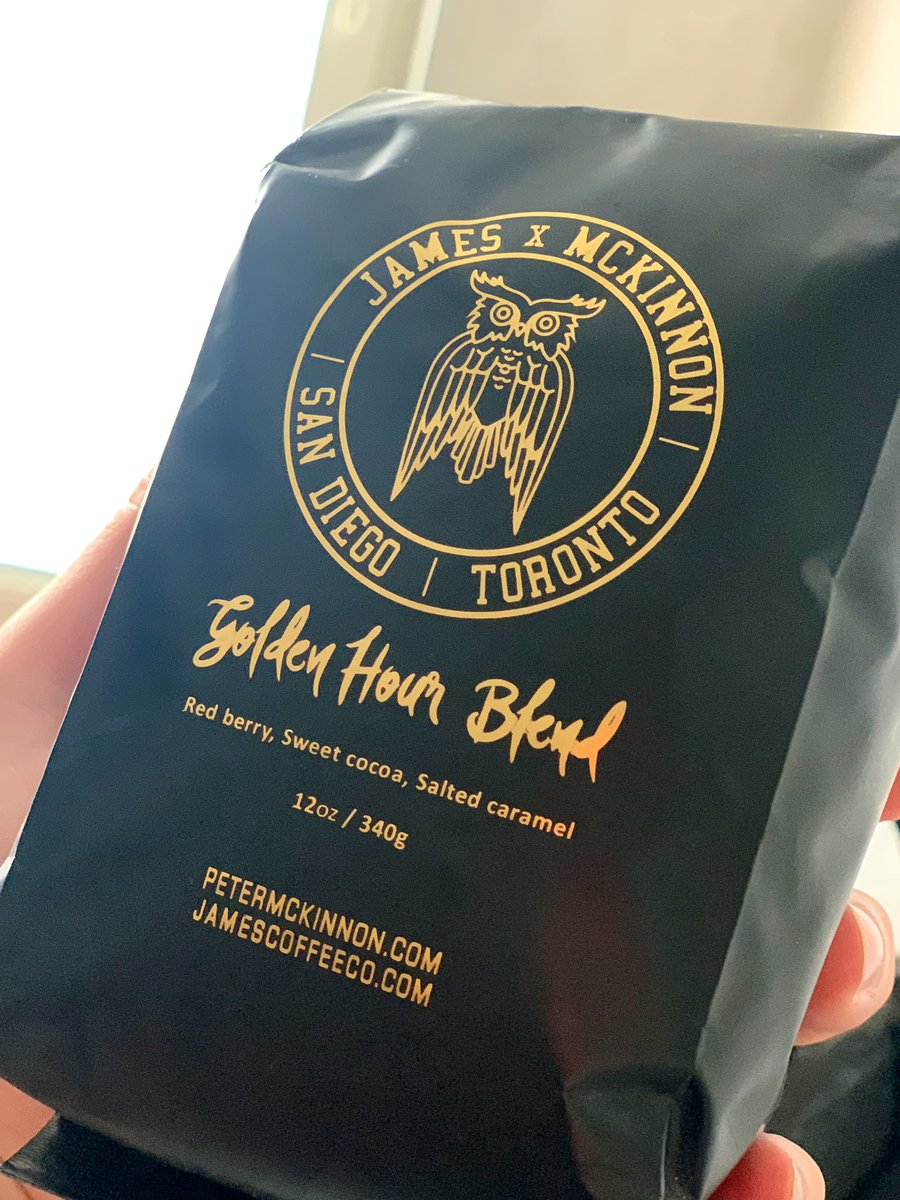 JAMES X MCKINNON
SAN DIEGO | TORONTO
Golden Hour Blend
Red berry, Sweet cocoa, Salted caramel
12oz / 340g
PETERMCKINNON.COM
JAMESCOFFEECO.COM